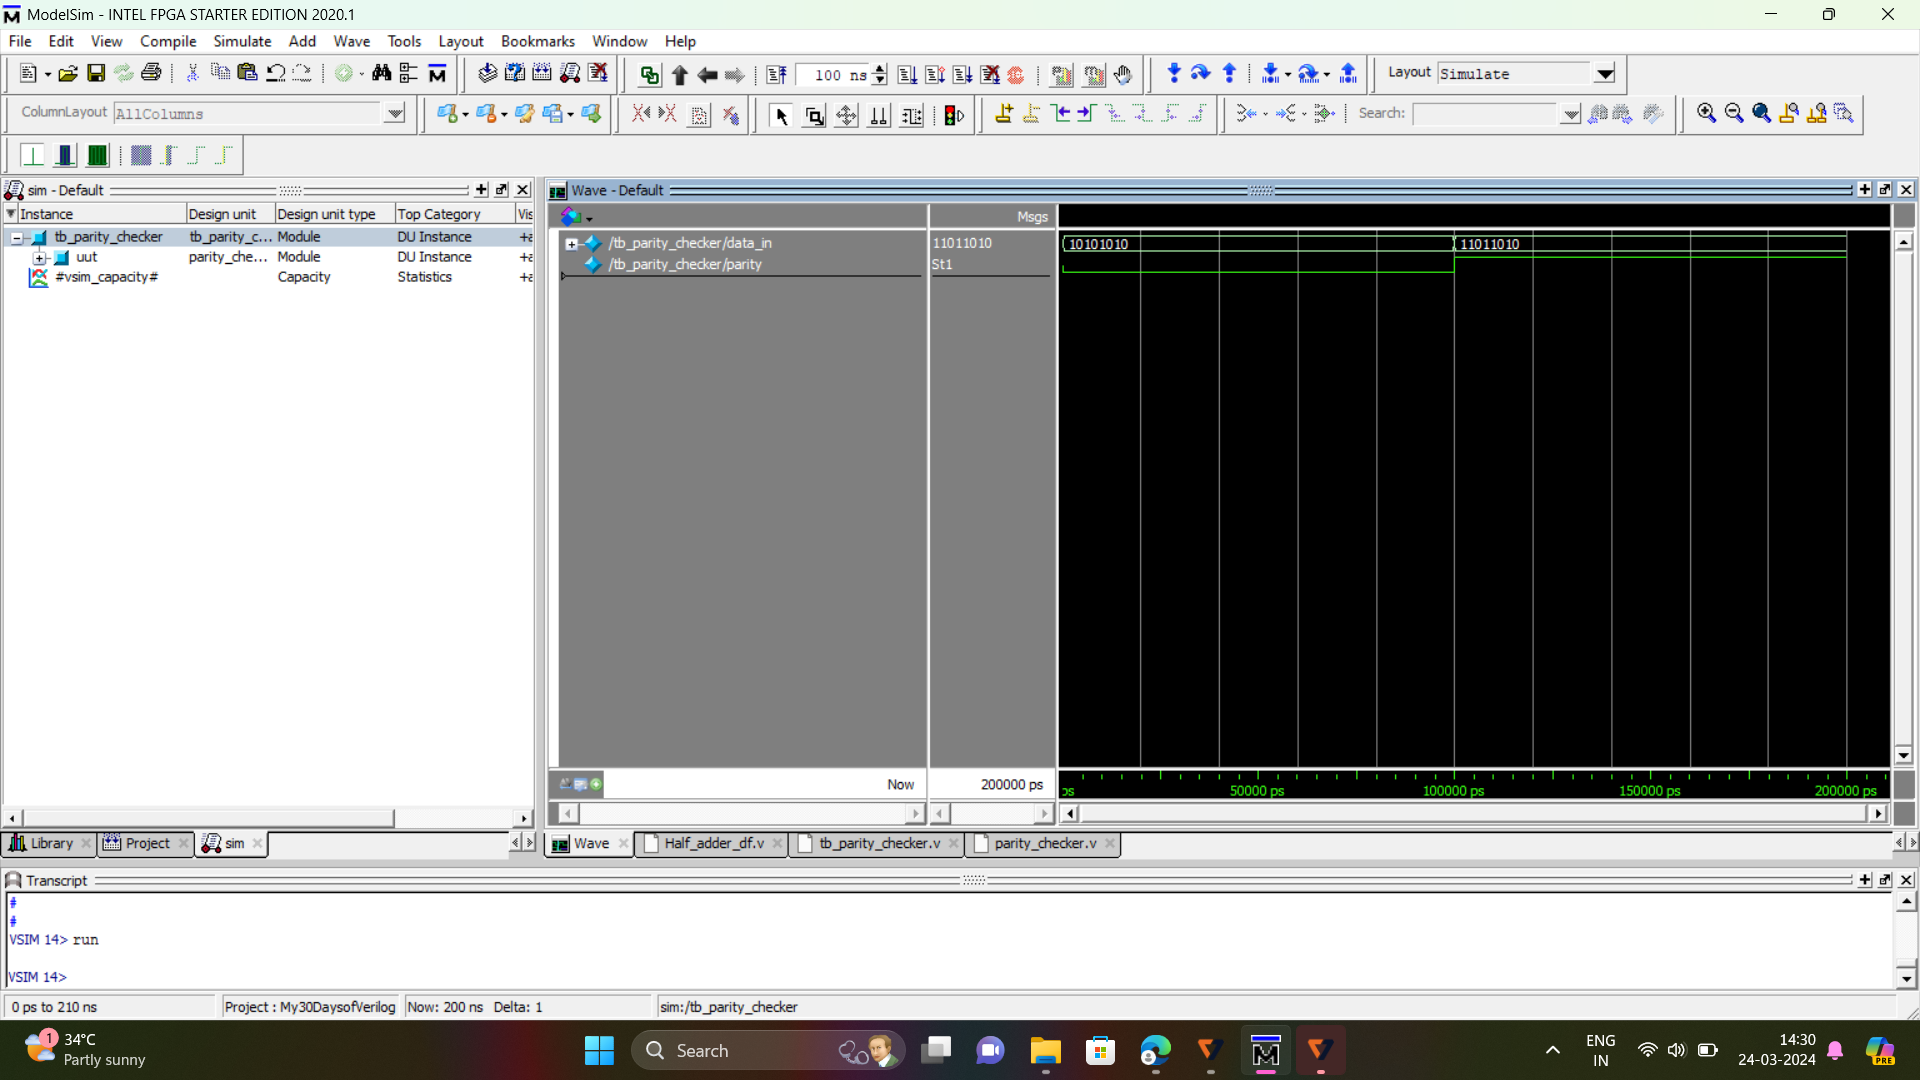 ModelSim - INTEL FPGA STARTER EDITION 2020.1
File Edit View Compile Simulate Add Wave Tools Layout Bookmarks Window Help
100 ns
Layout Simulate
ColumnLayout AllColumns
Search:
sim - Default
Instance Design unit Design unit type Top Category Vis
tb_parity_checker tb_parity_c... Module DU Instance +a
uut parity_che... Module DU Instance +a
#vsim_capacity# Capacity Statistics +a
Wave - Default
Msgs
/tb_parity_checker/data_in 11011010 10101010 11011010
/tb_parity_checker/parity St1
Now 200000 ps
ps 50000 ps 100000 ps 150000 ps 200000 ps
Library Project sim
Wave Half_adder_df.v tb_parity_checker.v parity_checker.v
Transcript
#
#
VSIM 14> run
VSIM 14>
0 ps to 210 ns Project : My30DaysofVerilog Now: 200 ns Delta: 1 sim:/tb_parity_checker
1
34°C
Partly sunny
Search
ENG
IN
14:30
24-03-2024
PRE